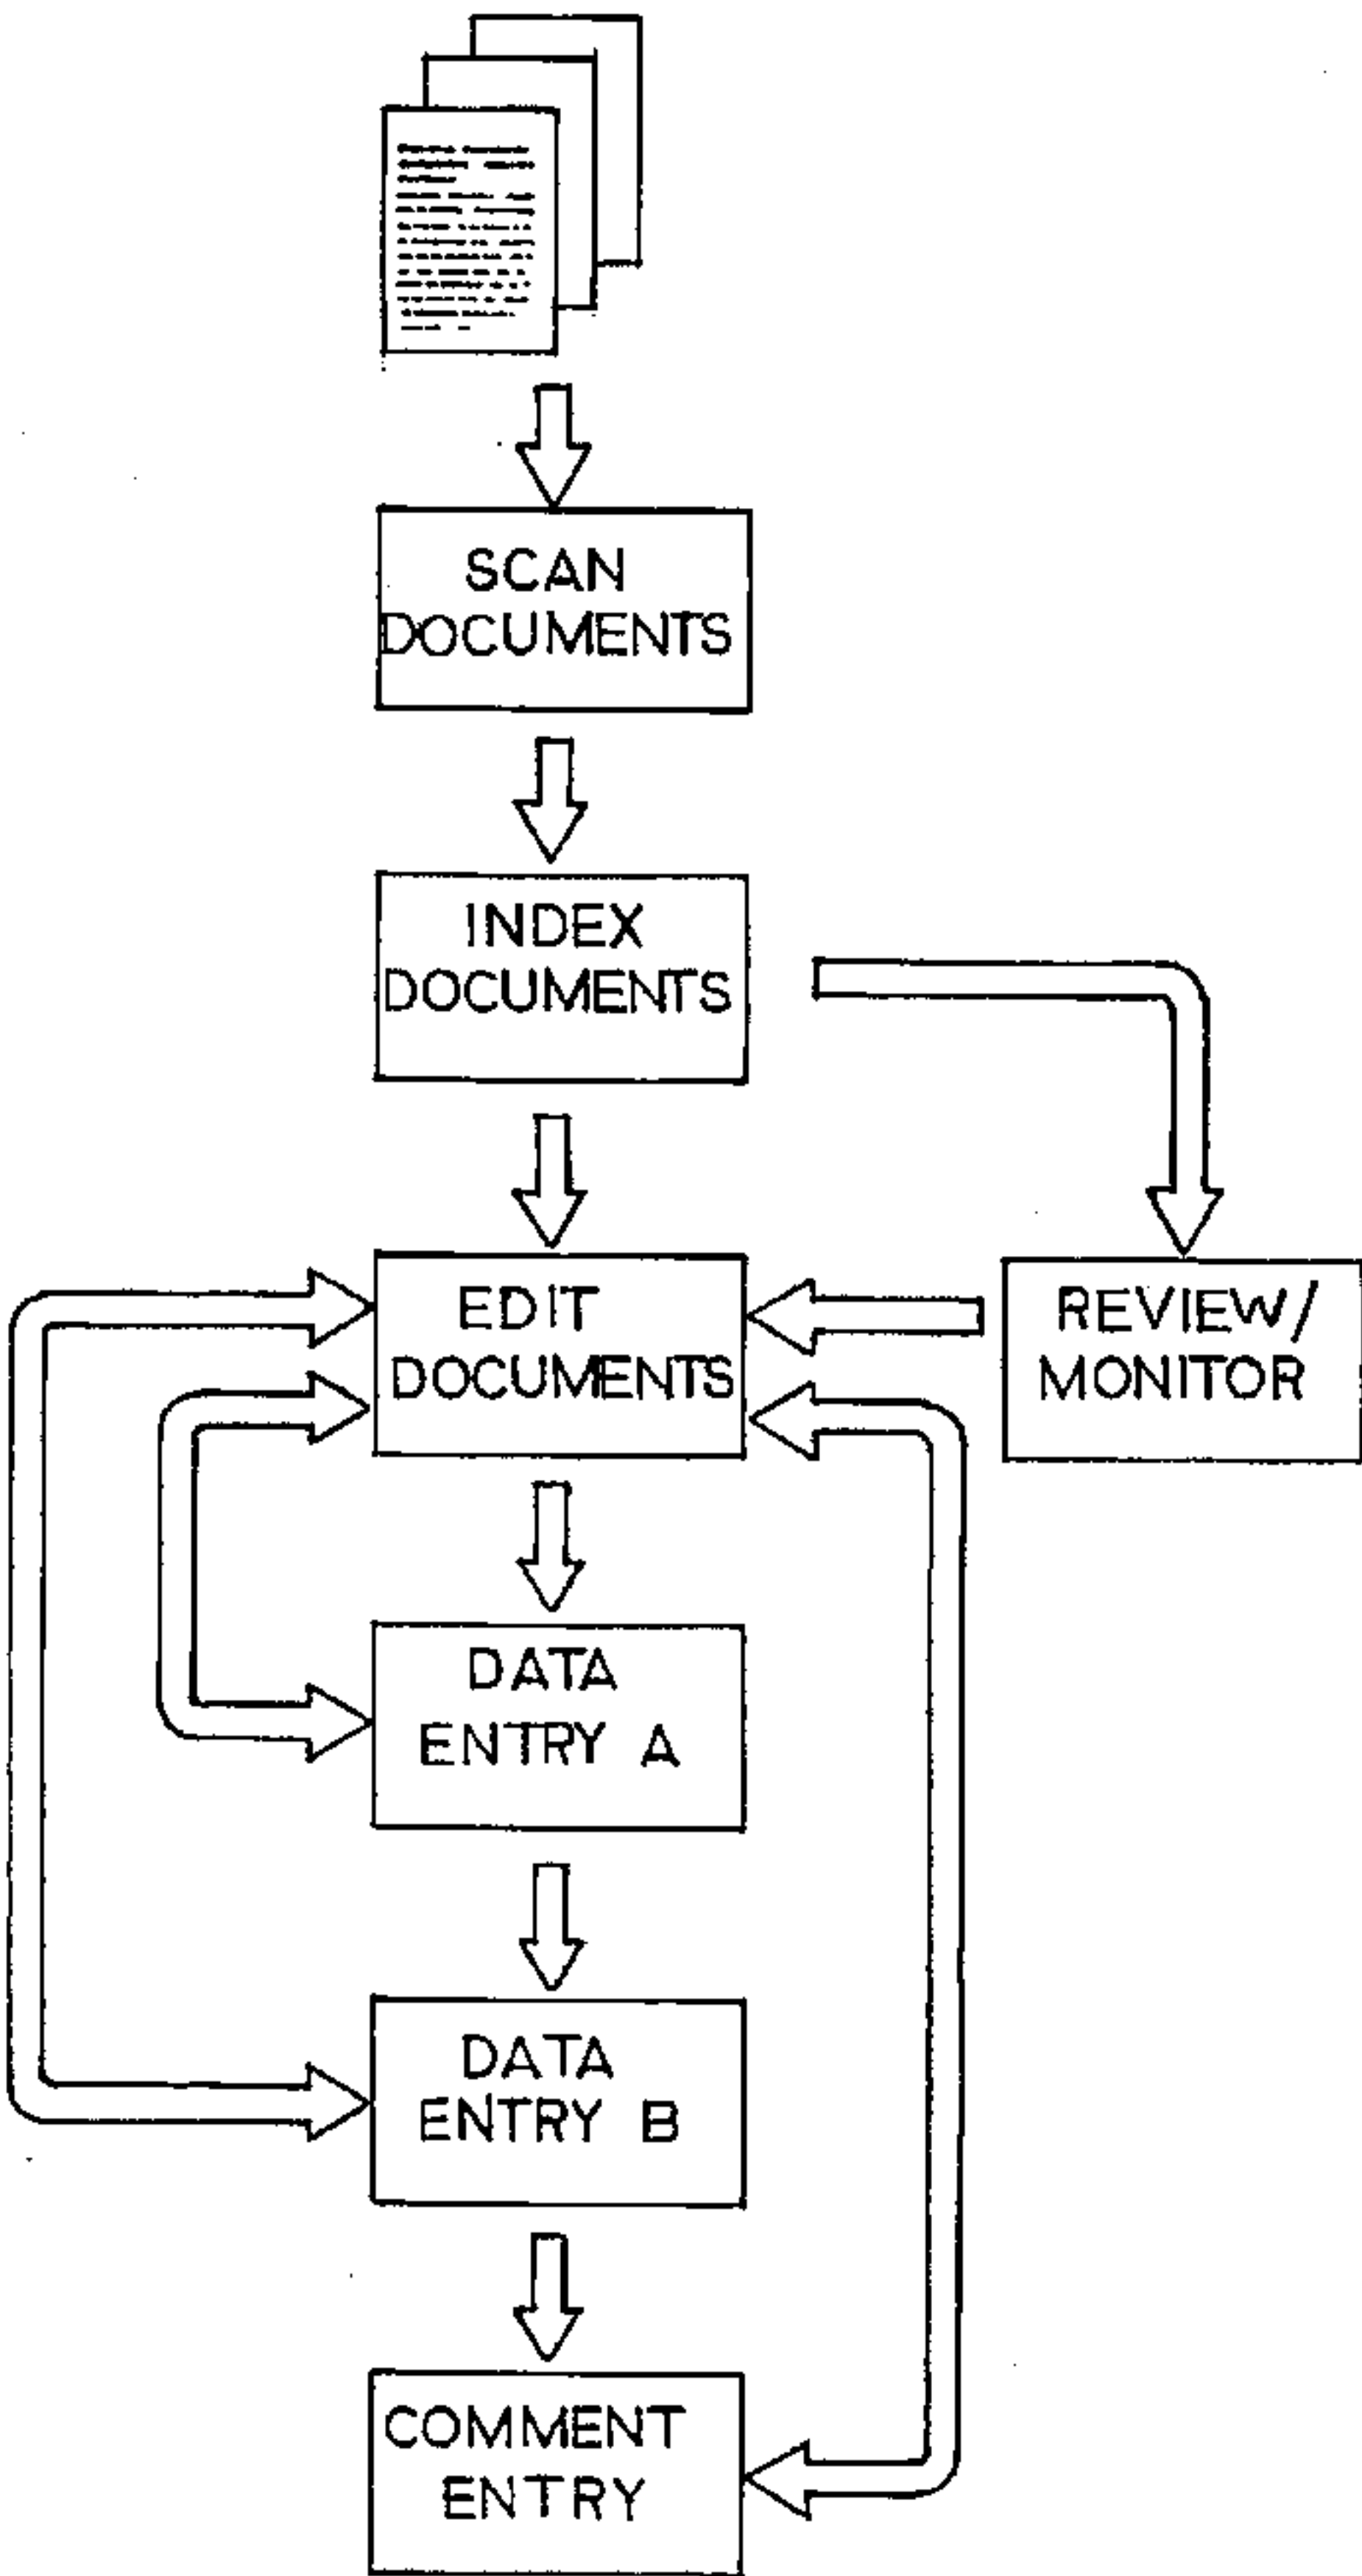 SCAN
DOCUMENTS
INDEX
DOCUMENTS
EDIT
DOCUMENTS
REVIEW/
MONITOR
DATA
ENTRY A
DATA
ENTRY B
COMMENT
ENTRY